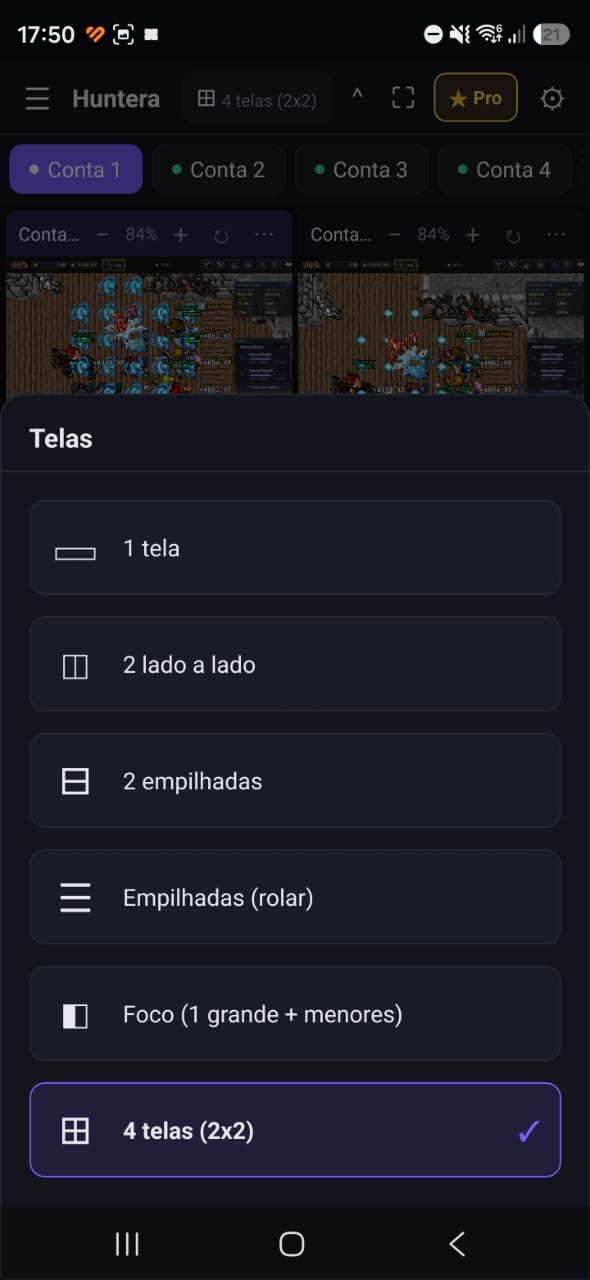 17:50
21
Huntera
4 telas (2x2)
Pro
Conta 1
Conta 2
Conta 3
Conta 4
Conta...
84%
Conta...
84%
Telas
1 tela
2 lado a lado
2 empilhadas
Empilhadas (rolar)
Foco (1 grande + menores)
4 telas (2x2)